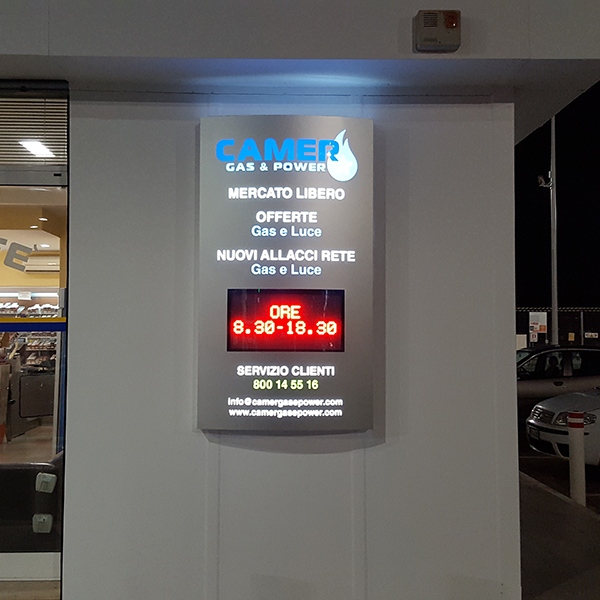 CAMER
GAS & POWER
MERCATO LIBERO
OFFERTE
Gas e Luce
NUOVI ALLACCI RETE
Gas e Luce
ORE
8.30-18.30
SERVIZIO CLIENTI
800 14 55 16
info@camergasepower.com
www.camergasepower.com